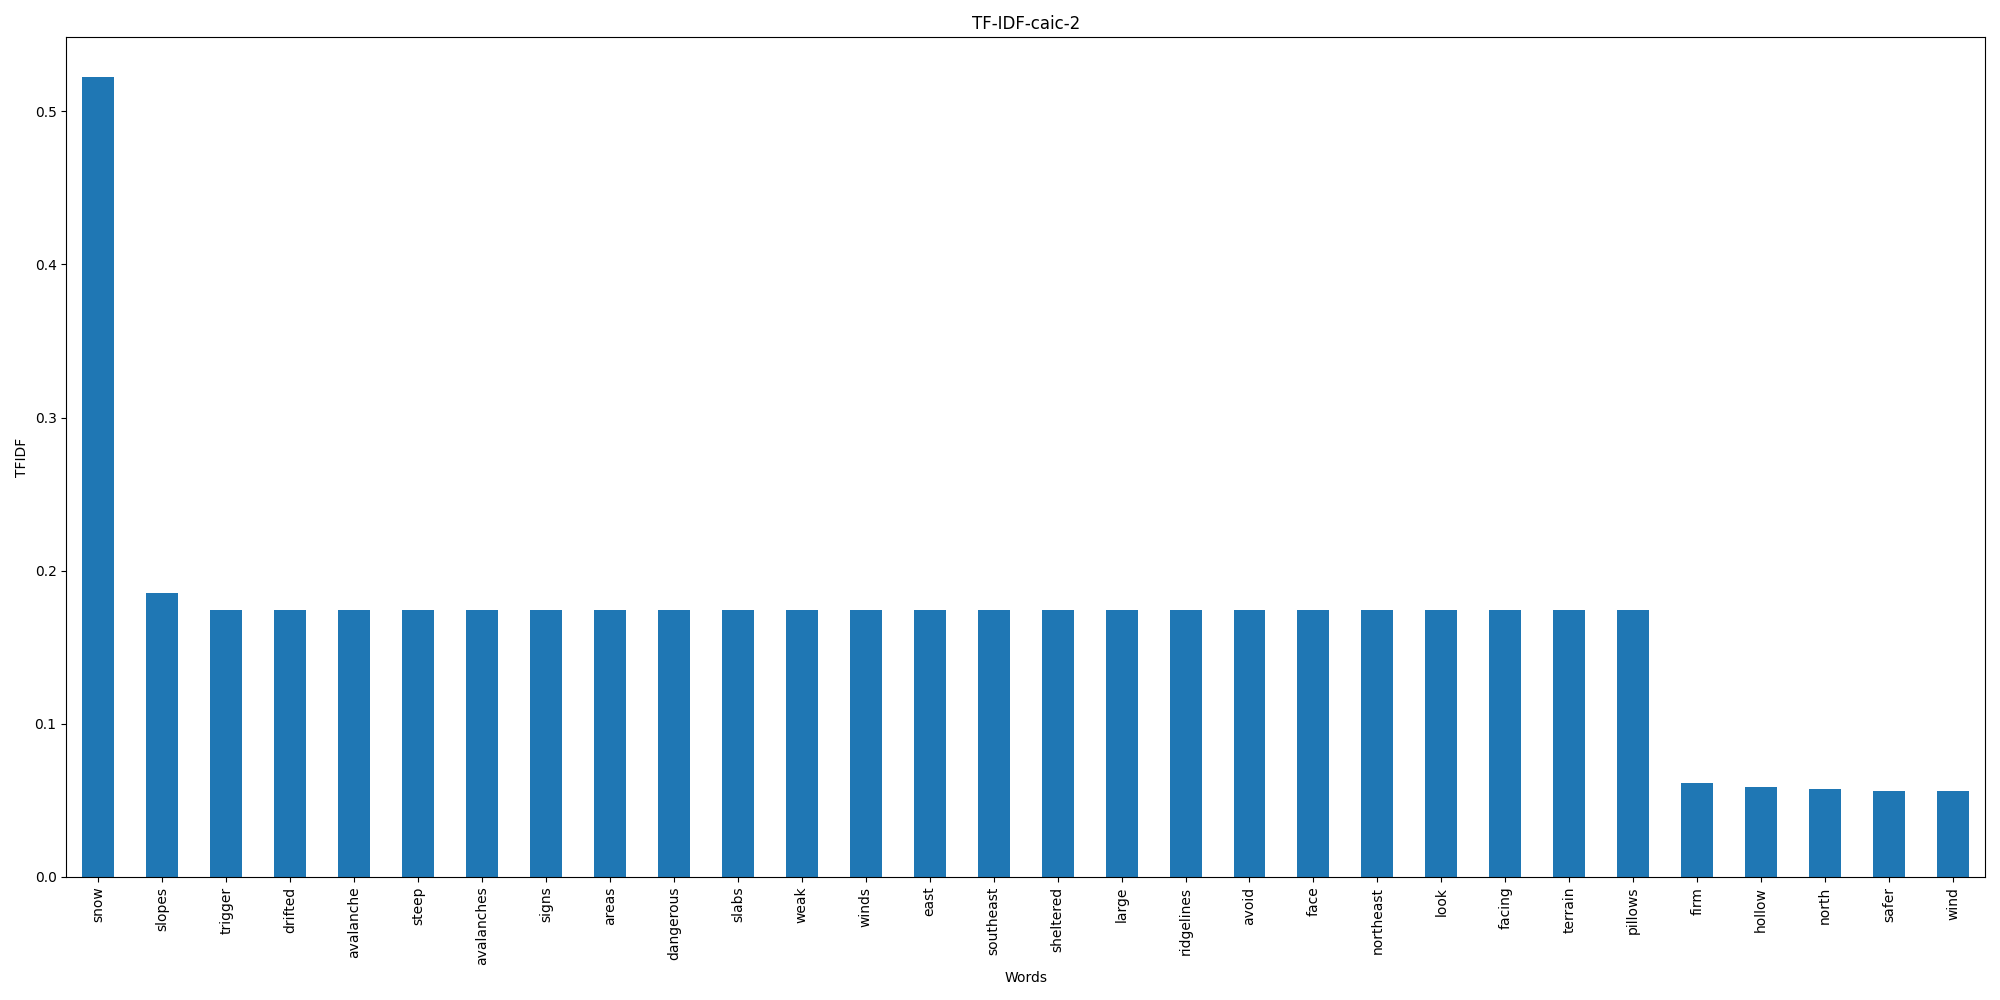 TF-IDF-caic-2
TFIDF
0.5
0.4
0.3
0.2
0.1
0.0
snow
slopes
trigger
drifted
avalanche
steep
avalanches
signs
areas
dangerous
slabs
weak
winds
east
southeast
sheltered
large
ridgelines
avoid
face
northeast
look
facing
terrain
pillows
firm
hollow
north
safer
wind
Words